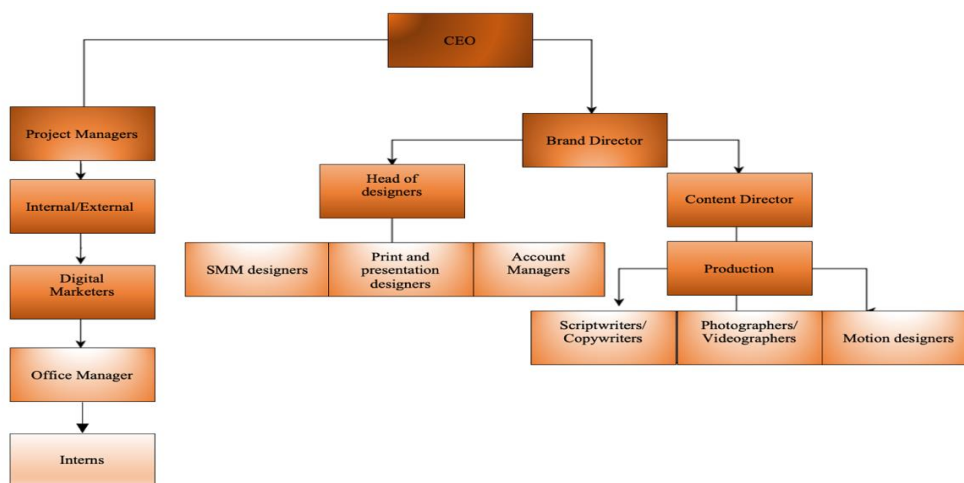 CEO
Project Managers
Brand Director
Head of
designers
Content Director
Internal/External
SMM designers
Print and
presentation
designers
Account
Managers
Production
Digital
Marketers
Scriptwriters/
Copywriters
Photographers/
Videographers
Motion designers
Office Manager
Interns